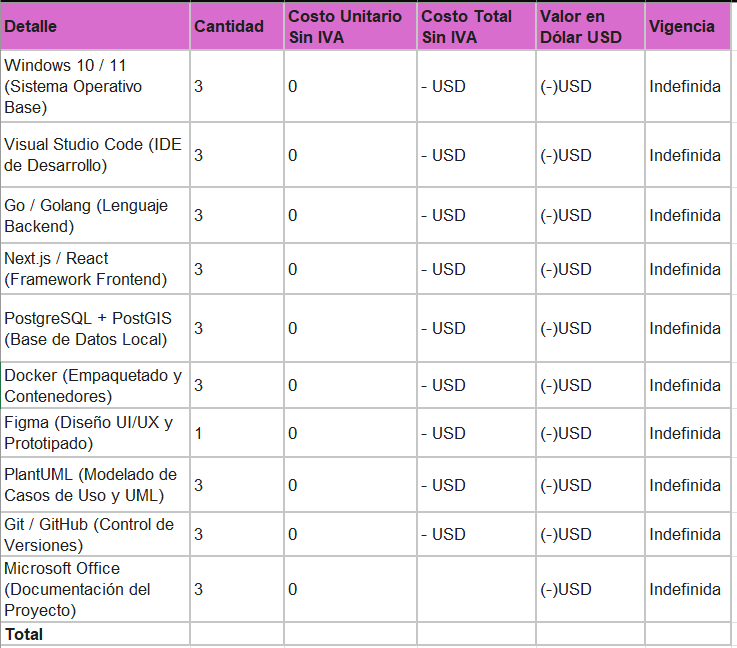 Detalle Cantidad Costo Unitario Sin IVA Costo Total Sin IVA Valor en Dólar USD Vigencia
Windows 10 / 11 (Sistema Operativo Base) 3 0 - USD (-)USD Indefinida
Visual Studio Code (IDE de Desarrollo) 3 0 - USD (-)USD Indefinida
Go / Golang (Lenguaje Backend) 3 0 - USD (-)USD Indefinida
Next.js / React (Framework Frontend) 3 0 - USD (-)USD Indefinida
PostgreSQL + PostGIS (Base de Datos Local) 3 0 - USD (-)USD Indefinida
Docker (Empaquetado y Contenedores) 3 0 - USD (-)USD Indefinida
Figma (Diseño UI/UX y Prototipado) 1 0 - USD (-)USD Indefinida
PlantUML (Modelado de Casos de Uso y UML) 3 0 - USD (-)USD Indefinida
Git / GitHub (Control de Versiones) 3 0 - USD (-)USD Indefinida
Microsoft Office (Documentación del Proyecto) 3 0 (-)USD Indefinida
Total